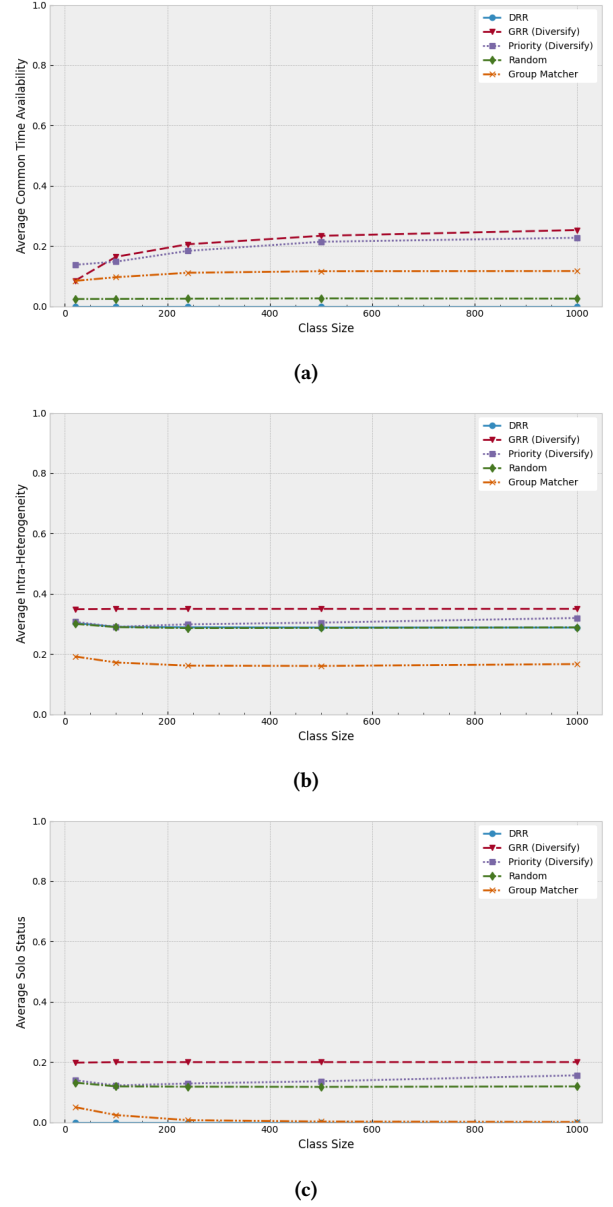 1.0
0.8
0.6
0.4
0.2
0.0
Average Common Time Availability
DRR
GRR (Diversify)
Priority (Diversify)
Random
Group Matcher
0
200
400
600
800
1000
Class Size
(a)
1.0
0.8
0.6
0.4
0.2
0.0
Average Intra-Heterogeneity
DRR
GRR (Diversify)
Priority (Diversify)
Random
Group Matcher
0
200
400
600
800
1000
Class Size
(b)
1.0
0.8
0.6
0.4
0.2
0.0
Average Solo Status
DRR
GRR (Diversify)
Priority (Diversify)
Random
Group Matcher
0
200
400
600
800
1000
Class Size
(c)